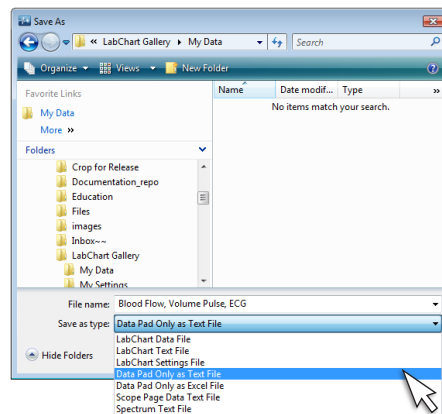 Save As
« LabChart Gallery ▸ My Data
Search
Organize Views New Folder
Favorite Links
My Data
More »
Folders
Crop for Release
Documentation_repo
Education
Files
images
Inbox~~
LabChart Gallery
My Data
My Settings
Name Date modif... Type »
No items match your search.
File name: Blood Flow, Volume Pulse, ECG
Save as type: Data Pad Only as Text File
Hide Folders
LabChart Data File
LabChart Text File
LabChart Settings File
Data Pad Only as Text File
Data Pad Only as Excel File
Scope Page Data Text File
Spectrum Text File